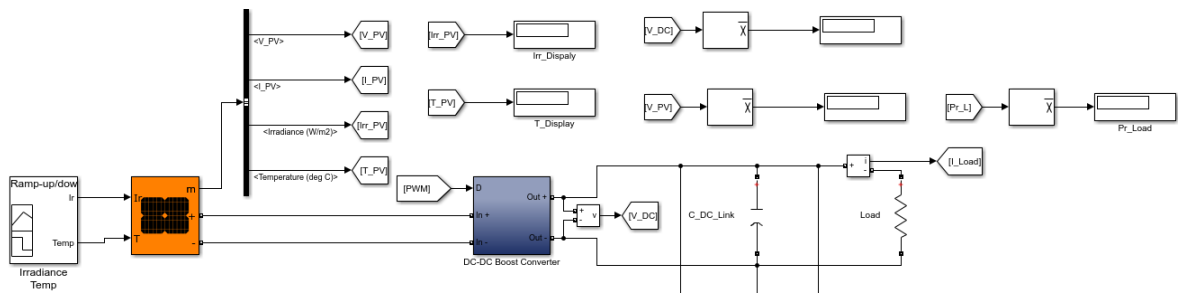 <V_PV>
[V_PV]
<I_PV>
[I_PV]
<Irradiance (W/m2)>
[Irr_PV]
<Temperature (deg C)>
[T_PV]
[Irr_PV]
Irr_Dispaly
[T_PV]
T_Display
[V_DC]
x
[V_PV]
x
[Pr_L]
x
Pr_Load
Ramp-up/dow
Ir
Temp
Irradiance
Temp
Ir
T
m
+
-
[PWM]
D
In +
In -
Out +
Out -
DC-DC Boost Converter
+
-
v
[V_DC]
C_DC_Link
+
i
-
[I_Load]
+
Load
+